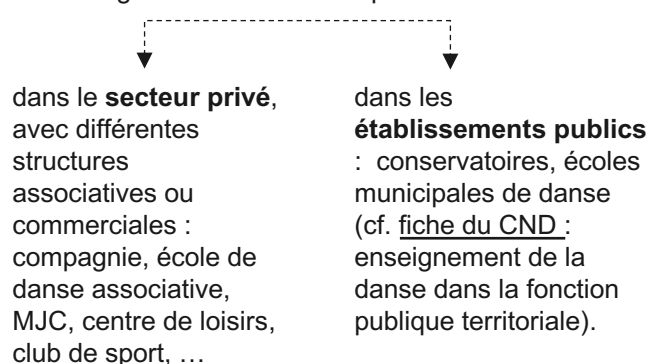 dans le secteur privé,
avec différentes
structures
associatives ou
commerciales :
compagnie, école de
danse associative,
MJC, centre de loisirs,
club de sport, …
dans les
établissements publics
: conservatoires, écoles
municipales de danse
(cf. fiche du CND :
enseignement de la
danse dans la fonction
publique territoriale).